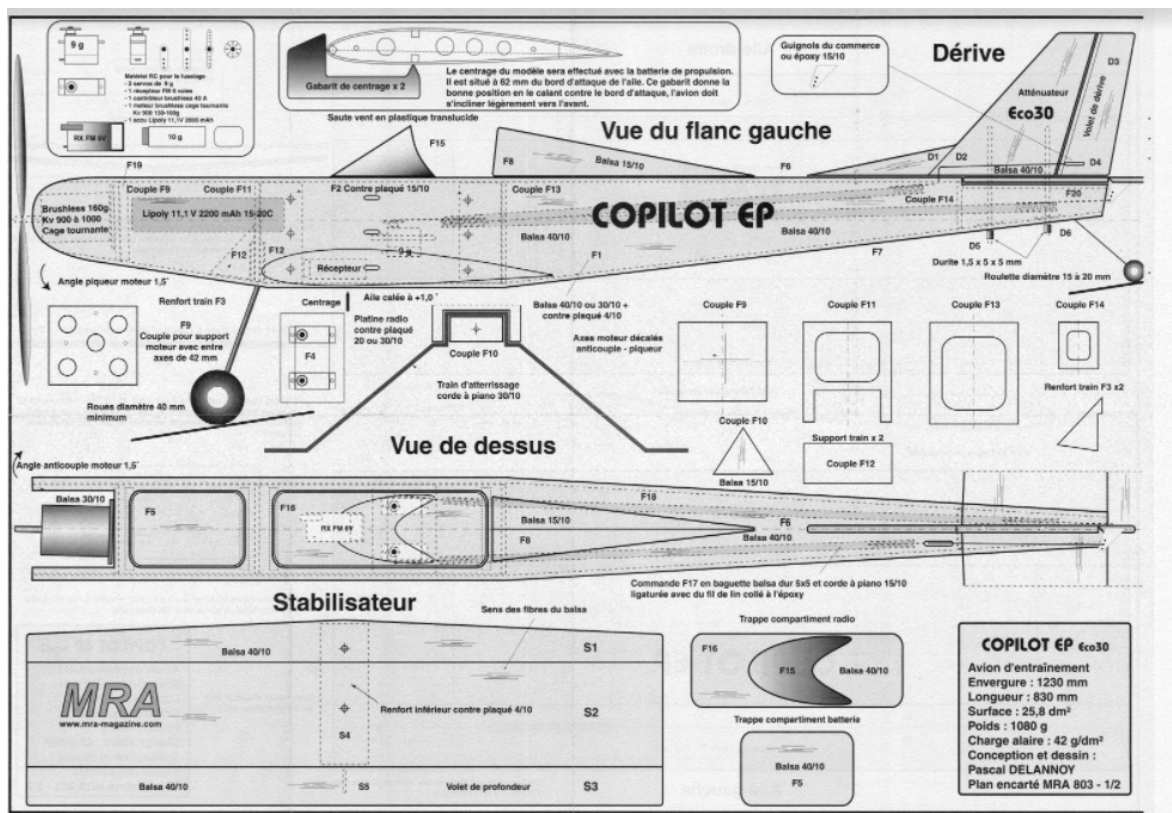 9 g
Matériel RC pour le fuselage
- 2 servos de 9 g
- 1 récepteur FM 6 voies
- 1 contrôleur brushless 40 A
- 1 moteur brushless cage tournante
Kv 900 150-160g
- 1 accu Lipoly 11,1V 2000 mAh
RX FM 6V
10 g
Gabarit de centrage x 2
Le centrage du modèle sera effectué avec la batterie de propulsion.
Il est situé à 62 mm du bord d'attaque de l'aile. Ce gabarit donne la
bonne position en le calant contre le bord d'attaque, l'avion doit
s'incliner légèrement vers l'avant.
Guignols du commerce
ou époxy 15/10
Dérive
D3
Atténuateur
Eco30
Volet de dérive
Saute vent en plastique translucide
F15
Vue du flanc gauche
F19
F8
Balsa 15/10
F6
D1
D2
D4
Balsa 40/10
Couple F9
Couple F11
F2 Contre plaqué 15/10
Couple F13
Couple F14
F20
Brushless 160g
Kv 900 à 1000
Cage tournante
Lipoly 11,1 V 2200 mAh 15-20C
COPILOT EP
Balsa 40/10
Balsa 40/10
9 g
F12
F12
Récepteur
F1
F7
D5
D6
Durite 1,5 x 5 x 5 mm
Roulette diamètre 15 à 20 mm
Angle piqueur moteur 1,5°
Renfort train F3
Centrage
Aile calée à +1,0 °
Platine radio
contre plaqué
20 ou 30/10
Balsa 40/10 ou 30/10 +
contre plaqué 4/10
Axes moteur décalés
anticouple - piqueur
Couple F9
Couple F11
Couple F13
Couple F14
F9
Couple pour support
moteur avec entre
axes de 42 mm
F4
Couple F10
Train d'atterrissage
corde à piano 30/10
Renfort train F3 x2
Roues diamètre 40 mm
minimum
Couple F10
Balsa 15/10
Support train x 2
Couple F12
Vue de dessus
Angle anticouple moteur 1,5°
Balsa 30/10
F5
F16
RX FM 6V
Balsa 15/10
F8
F18
F6
Balsa 40/10
Commande F17 en baguette balsa dur 5x5 et corde à piano 15/10
ligaturée avec du fil de lin collé à l'époxy
Stabilisateur
Sens des fibres du balsa
Balsa 40/10
S1
MRA
www.mra-magazine.com
Renfort inférieur contre plaqué 4/10
S2
S4
Balsa 40/10
S5
Volet de profondeur
S3
Trappe compartiment radio
F16
F15
Balsa 40/10
Trappe compartiment batterie
Balsa 40/10
F5
COPILOT EP Eco30
Avion d'entraînement
Envergure : 1230 mm
Longueur : 830 mm
Surface : 25,8 dm²
Poids : 1080 g
Charge alaire : 42 g/dm²
Conception et dessin :
Pascal DELANNOY
Plan encarté MRA 803 - 1/2